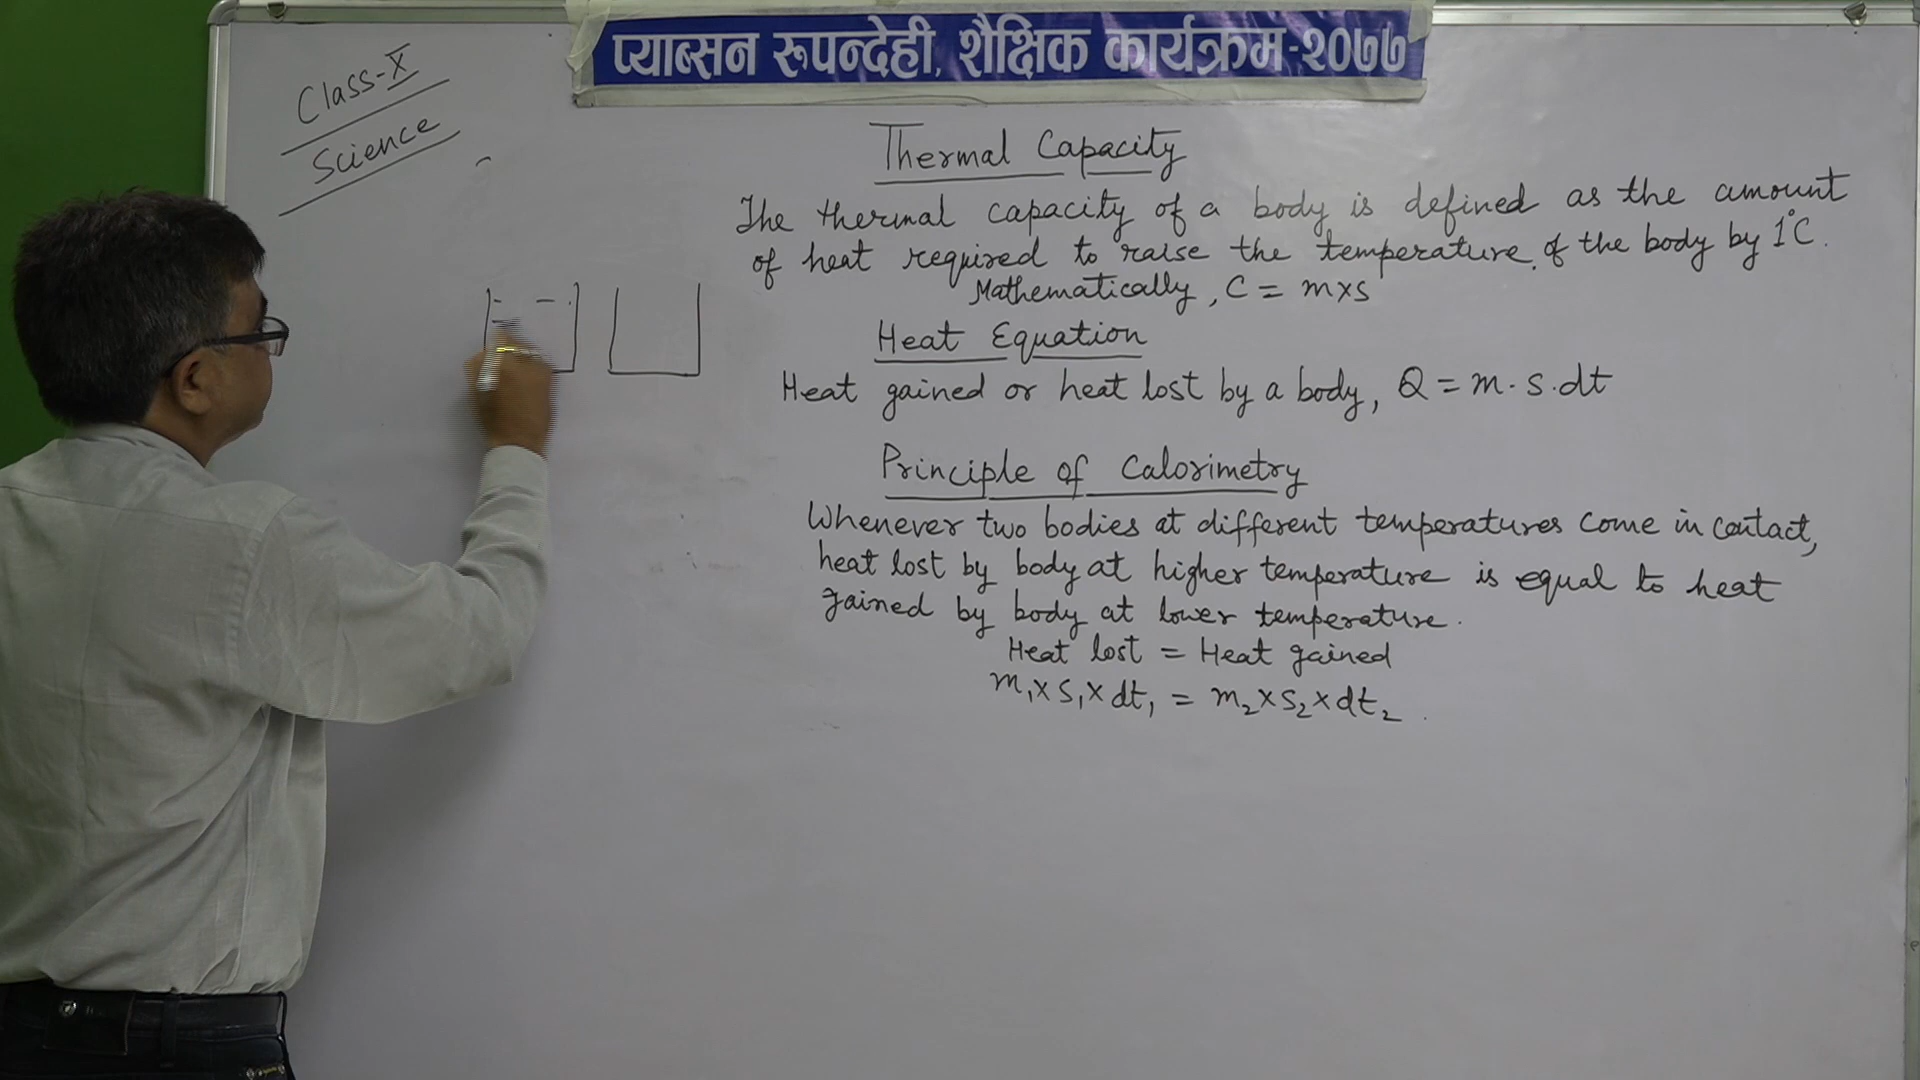 प्याब्सन रुपन्देही, शैक्षिक कार्यक्रम-२०७७
Class-X
Science
Thermal Capacity
The thermal capacity of a body is defined as the amount
of heat required to raise the temperature of the body by 1°C.
Mathematically, C = m×s
Heat Equation
Heat gained or heat lost by a body, Q = m·s·dt
Principle of Calorimetry
Whenever two bodies at different temperatures come in contact,
heat lost by body at higher temperature is equal to heat
gained by body at lower temperature.
Heat lost = Heat gained
m₁×s₁×dt₁ = m₂×s₂×dt₂